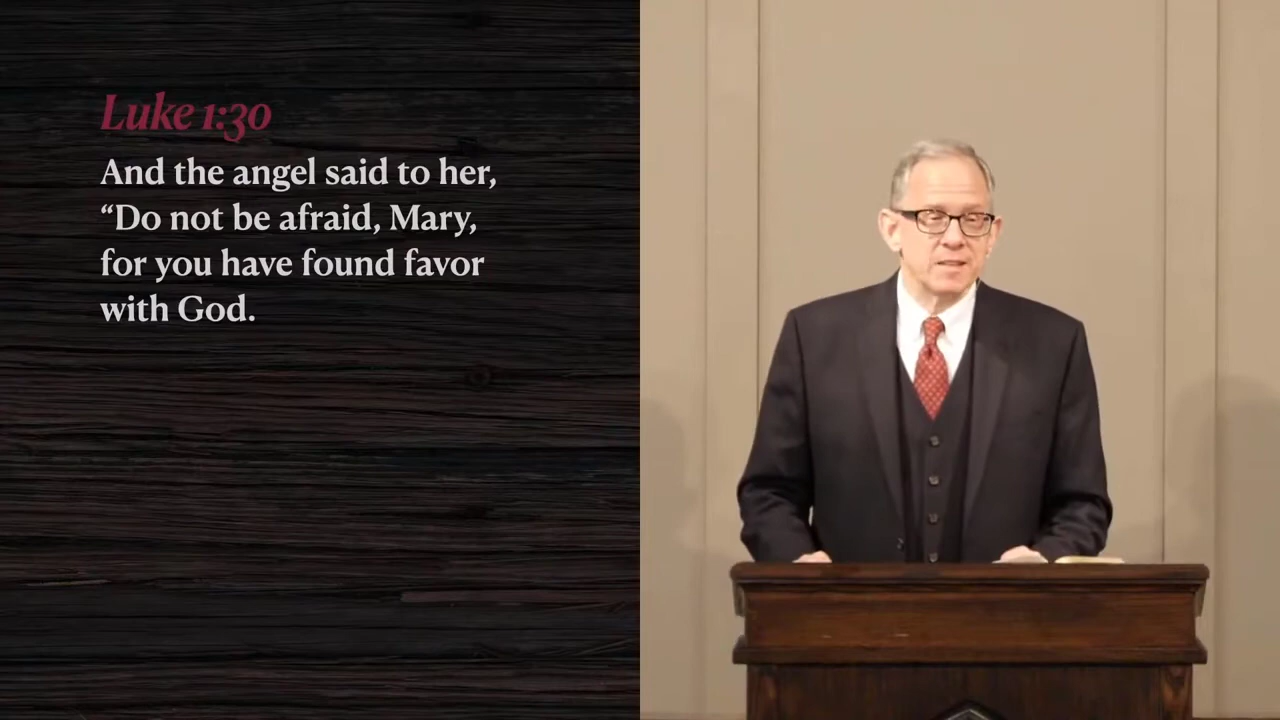 Luke 1:30
And the angel said to her,
“Do not be afraid, Mary,
for you have found favor
with God.